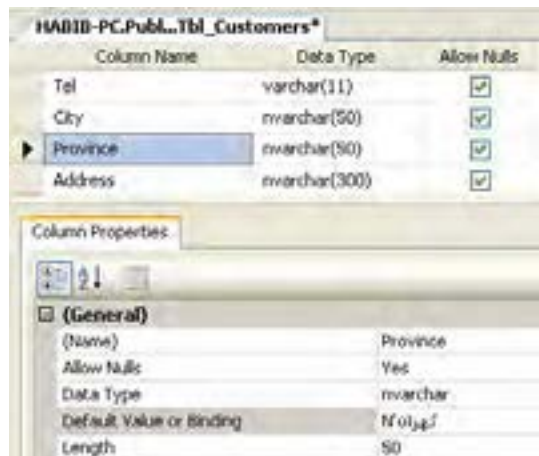 HABIB-PC.Publ...Tbl_Customers*
Column Name Data Type Allow Nulls
Tel varchar(11)
City nvarchar(50)
Province nvarchar(50)
Address nvarchar(300)
Column Properties
(General)
(Name) Province
Allow Nulls Yes
Data Type nvarchar
Default Value or Binding N'تهران'
Length 50